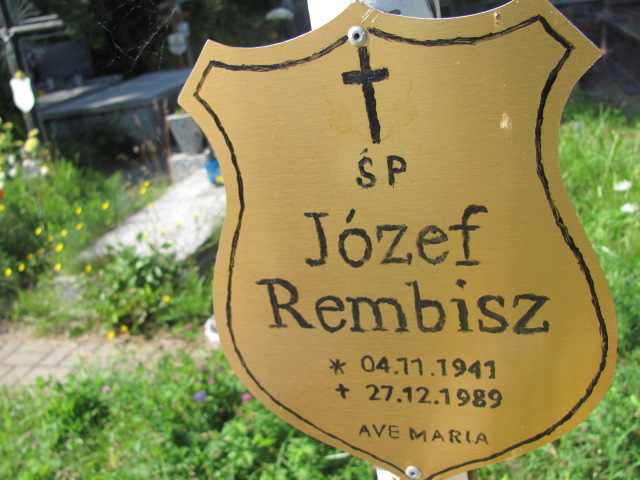 ŚP
Józef
Rembisz
* 04.11.1941
† 27.12.1989
AVE MARIA